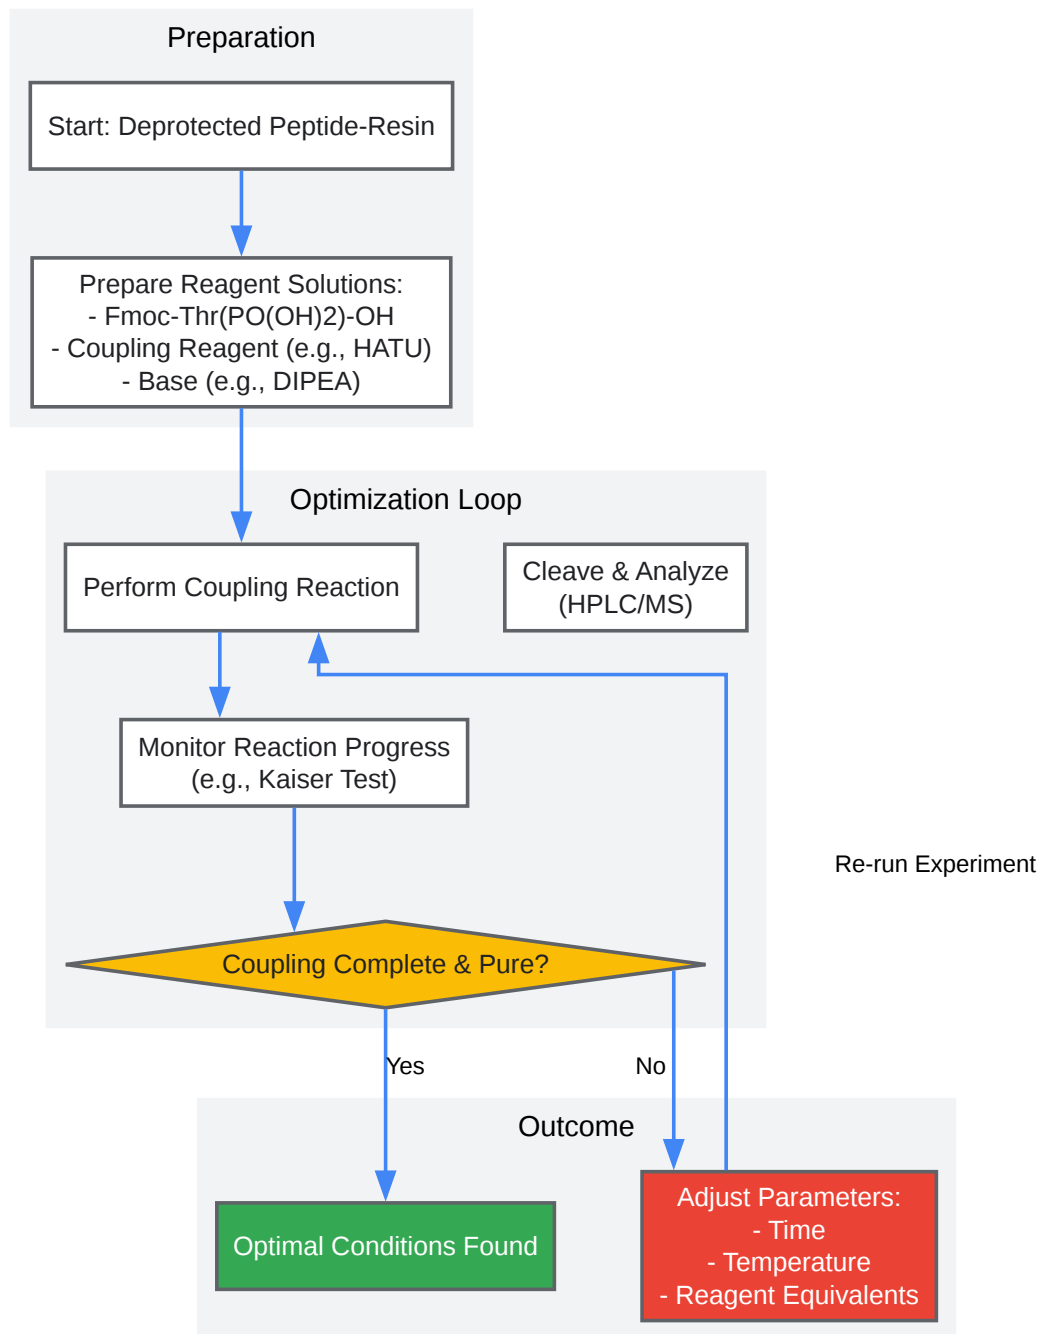 Preparation
Start: Deprotected Peptide-Resin
Prepare Reagent Solutions:
- Fmoc-Thr(PO(OH)2)-OH
- Coupling Reagent (e.g., HATU)
- Base (e.g., DIPEA)
Optimization Loop
Perform Coupling Reaction
Cleave & Analyze
(HPLC/MS)
Monitor Reaction Progress
(e.g., Kaiser Test)
Re-run Experiment
Coupling Complete & Pure?
Yes
No
Outcome
Optimal Conditions Found
Adjust Parameters:
- Time
- Temperature
- Reagent Equivalents